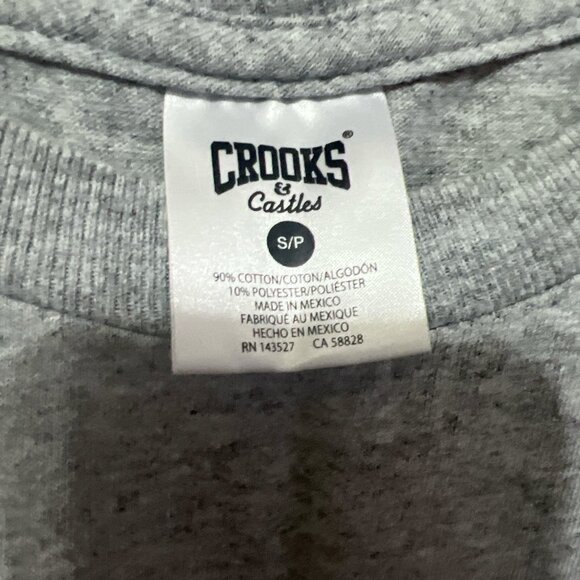 CROOKS®
&
Castles
S/P
90% COTTON/COTON/ALGODÓN
10% POLYESTER/POLIÉSTER
MADE IN MEXICO
FABRIQUÉ AU MEXIQUE
HECHO EN MEXICO
RN 143527 CA 58828